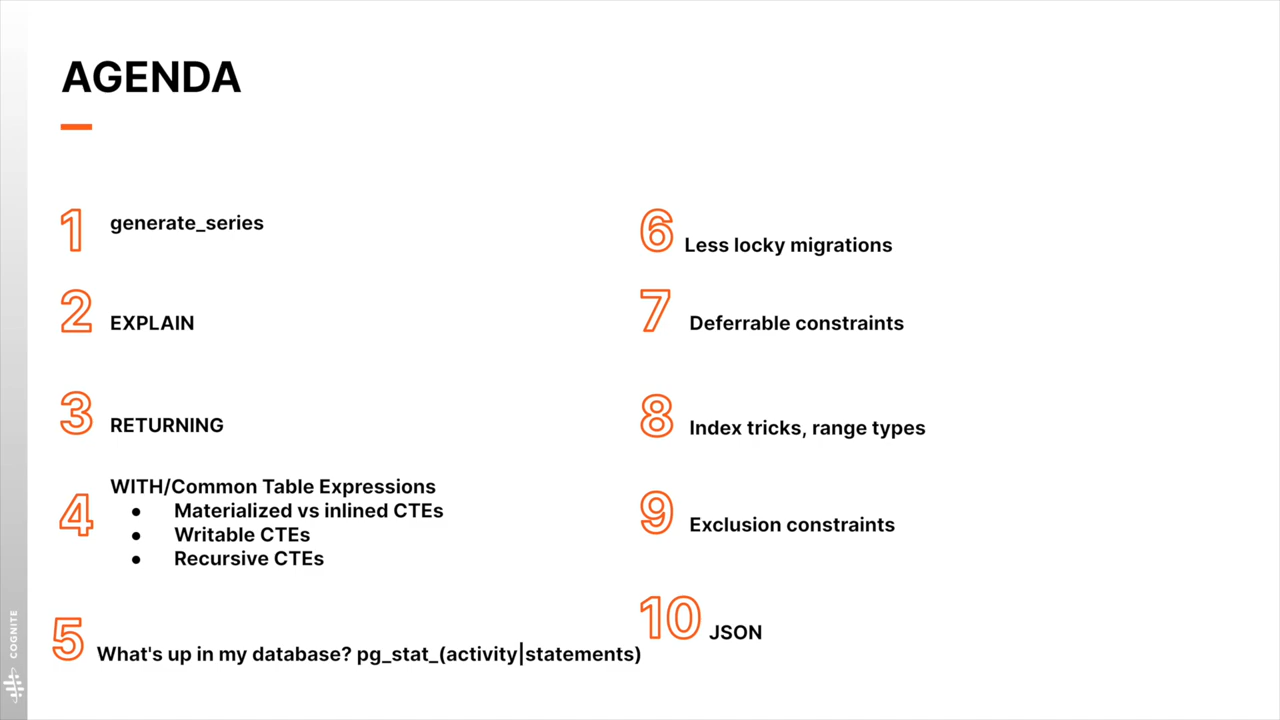 AGENDA
1
generate_series
2
EXPLAIN
3
RETURNING
4
WITH/Common Table Expressions
● Materialized vs inlined CTEs
● Writable CTEs
● Recursive CTEs
5
What's up in my database? pg_stat_(activity|statements)
6
Less locky migrations
7
Deferrable constraints
8
Index tricks, range types
9
Exclusion constraints
10
JSON
COGNITE